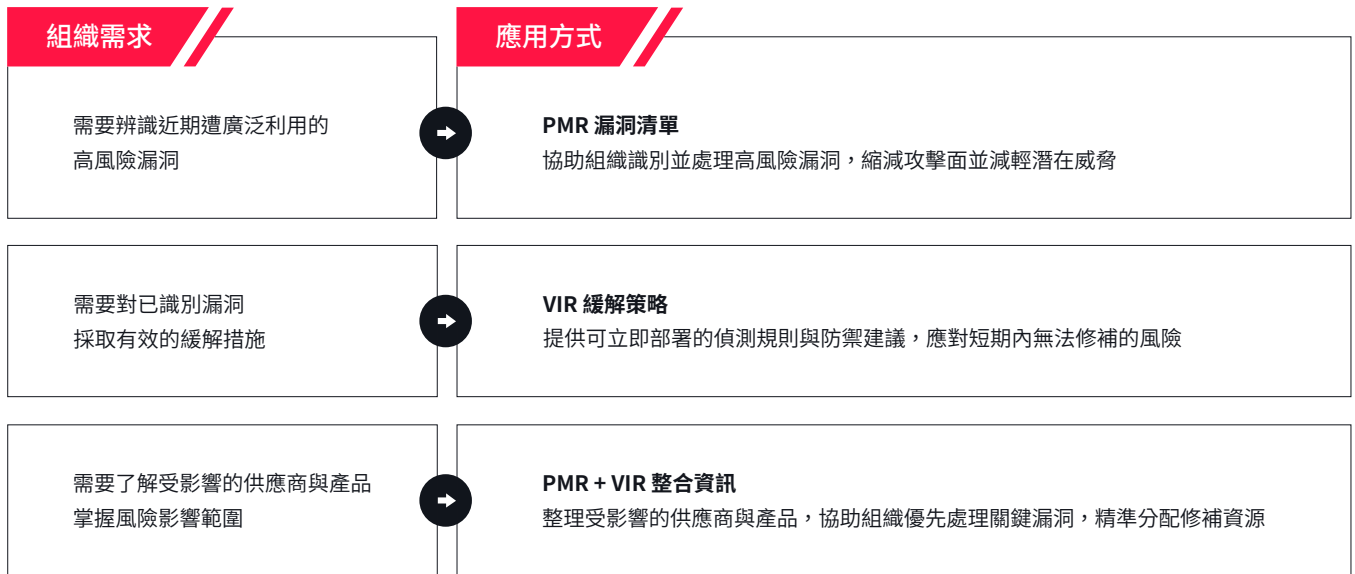 組織需求
應用方式
需要辨識近期遭廣泛利用的
高風險漏洞
PMR 漏洞清單
協助組織識別並處理高風險漏洞，縮減攻擊面並減輕潛在威脅
需要對已識別漏洞
採取有效的緩解措施
VIR 緩解策略
提供可立即部署的偵測規則與防禦建議，應對短期內無法修補的風險
需要了解受影響的供應商與產品
掌握風險影響範圍
PMR + VIR 整合資訊
整理受影響的供應商與產品，協助組織優先處理關鍵漏洞，精準分配修補資源